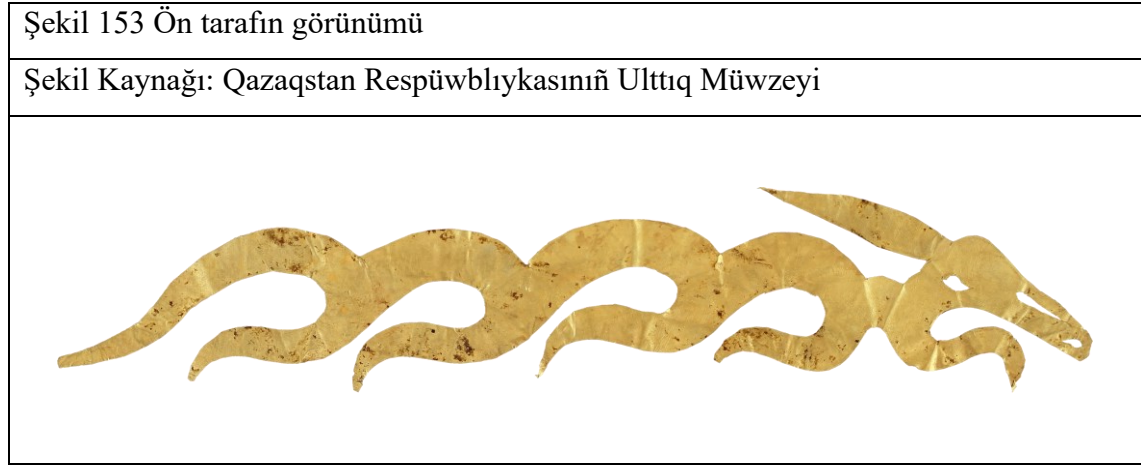 Şekil 153 Ön tarafın görünümü
Şekil Kaynağı: Qazaqstan Respüwblıykasınıñ Ulttıq Müwzeyi